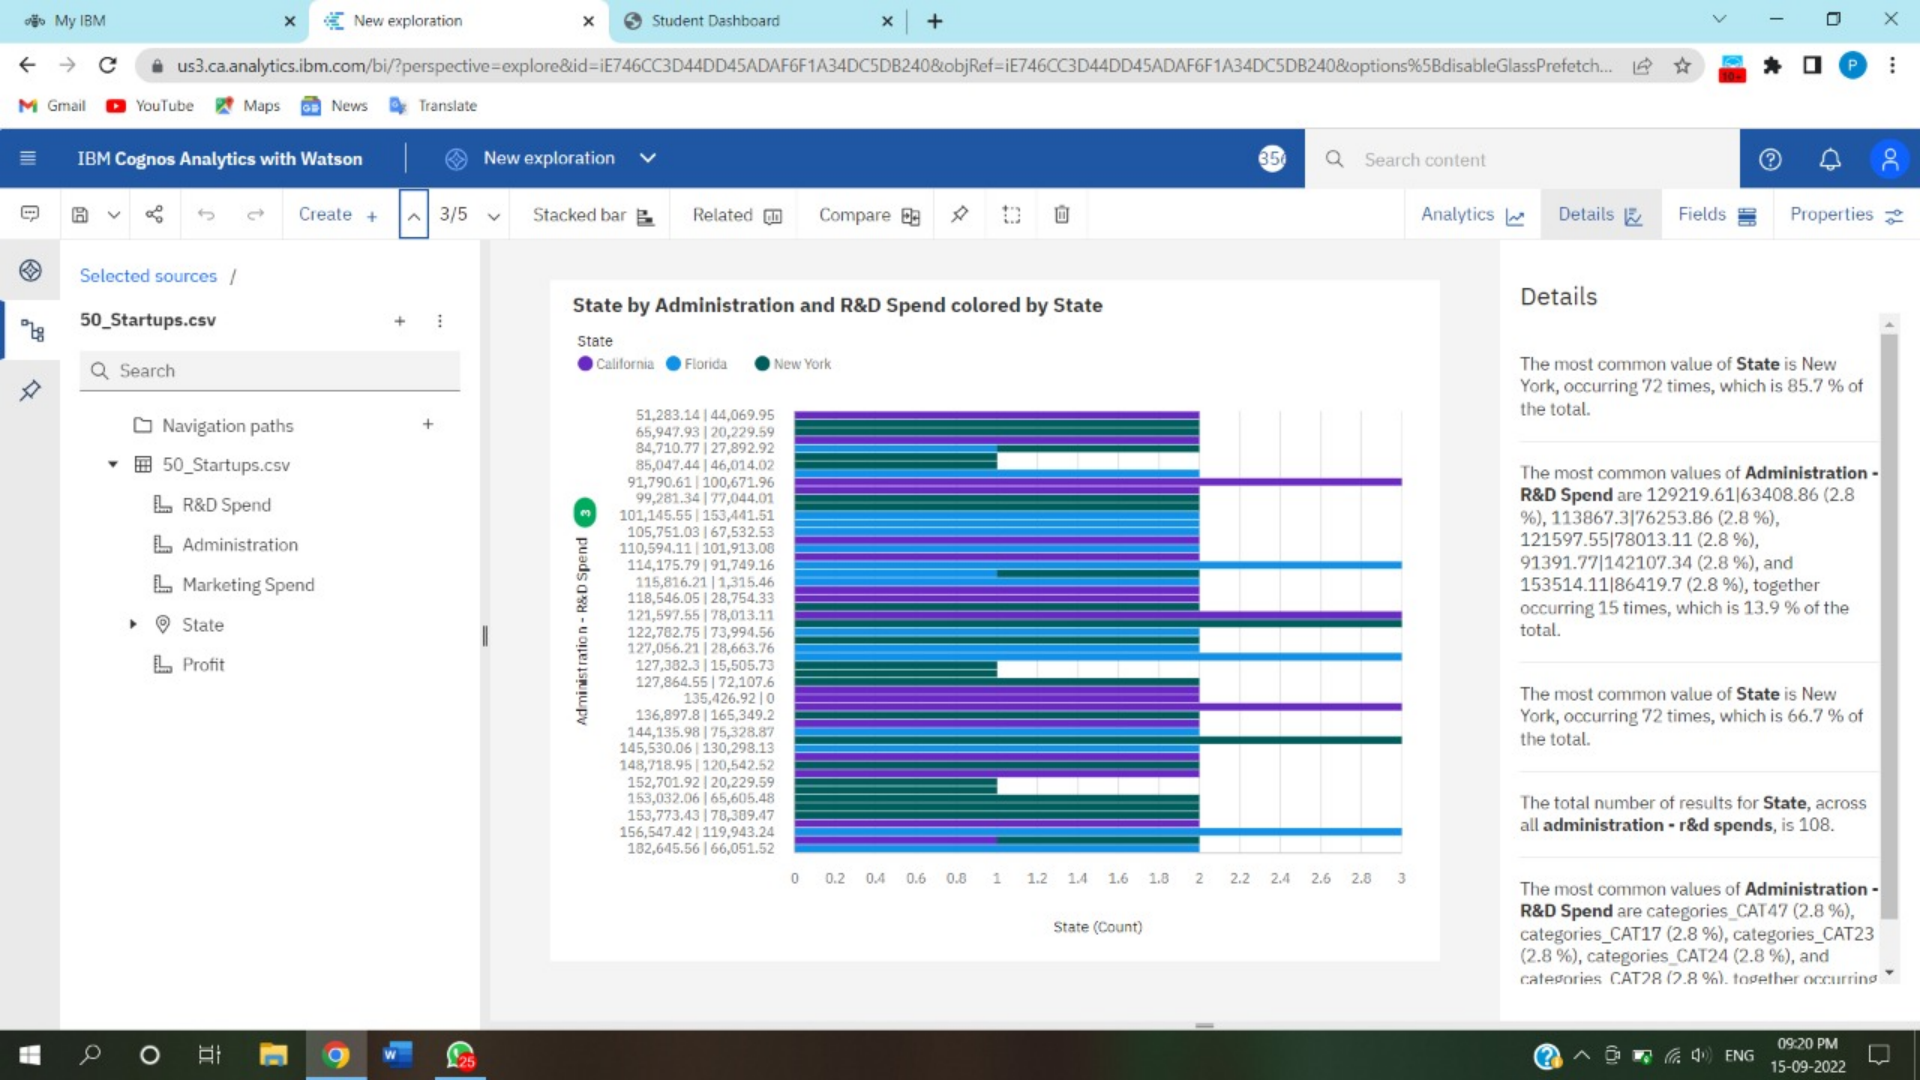 My IBM
New exploration
Student Dashboard
us3.ca.analytics.ibm.com/bi/?perspective=explore&id=iE746CC3D44DD45ADAF6F1A34DC5DB240&objRef=iE746CC3D44DD45ADAF6F1A34DC5DB240&options%5BdisableGlassPrefetch...
10+
P
Gmail
YouTube
Maps
News
Translate
IBM Cognos Analytics with Watson
New exploration
Search content
Create +
3/5
Stacked bar
Related
Compare
Analytics
Details
Fields
Properties
Selected sources /
50_Startups.csv
Search
Navigation paths
50_Startups.csv
R&D Spend
Administration
Marketing Spend
State
Profit
State by Administration and R&D Spend colored by State
State
California
Florida
New York
3
Administration - R&D Spend
51,283.14 | 44,069.95
65,947.93 | 20,229.59
84,710.77 | 27,892.92
85,047.44 | 46,014.02
91,790.61 | 100,671.96
99,281.34 | 77,044.01
101,145.55 | 153,441.51
105,751.03 | 67,532.53
110,594.11 | 101,913.08
114,175.79 | 91,749.16
115,816.21 | 1,315.46
118,546.05 | 28,754.33
121,597.55 | 78,013.11
122,782.75 | 73,994.56
127,056.21 | 28,663.76
127,382.3 | 15,505.73
127,864.55 | 72,107.6
135,426.92 | 0
136,897.8 | 165,349.2
144,135.98 | 75,328.87
145,530.06 | 130,298.13
148,718.95 | 120,542.52
152,701.92 | 20,229.59
153,032.06 | 65,605.48
153,773.43 | 78,389.47
156,547.42 | 119,943.24
182,645.56 | 66,051.52
0 0.2 0.4 0.6 0.8 1 1.2 1.4 1.6 1.8 2 2.2 2.4 2.6 2.8 3
State (Count)
Details
The most common value of State is New
York, occurring 72 times, which is 85.7 % of
the total.
The most common values of Administration -
R&D Spend are 129219.61|63408.86 (2.8
%), 113867.3|76253.86 (2.8 %),
121597.55|78013.11 (2.8 %),
91391.77|142107.34 (2.8 %), and
153514.11|86419.7 (2.8 %), together
occurring 15 times, which is 13.9 % of the
total.
The most common value of State is New
York, occurring 72 times, which is 66.7 % of
the total.
The total number of results for State, across
all administration - r&d spends, is 108.
The most common values of Administration -
R&D Spend are categories_CAT47 (2.8 %),
categories_CAT17 (2.8 %), categories_CAT23
(2.8 %), categories_CAT24 (2.8 %), and
categories_CAT28 (2.8 %), together occurring
25
ENG
09:20 PM
15-09-2022